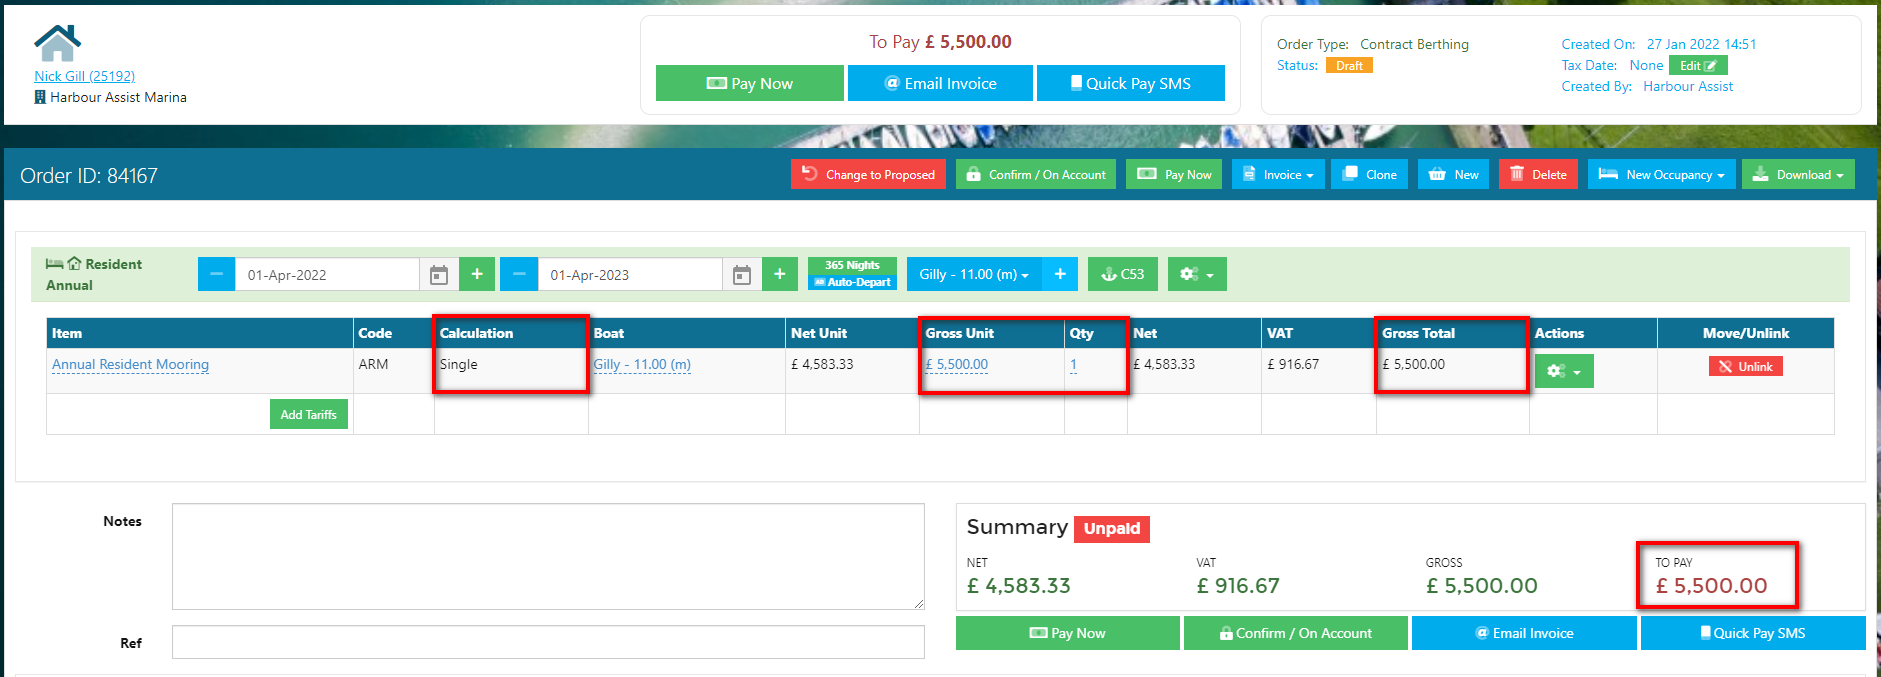 Nick Gill (25192)
Harbour Assist Marina
To Pay £ 5,500.00
Pay Now
Email Invoice
Quick Pay SMS
Order Type: Contract Berthing
Status: Draft
Created On: 27 Jan 2022 14:51
Tax Date: None Edit
Created By: Harbour Assist
Order ID: 84167
Change to Proposed
Confirm / On Account
Pay Now
Invoice
Clone
New
Delete
New Occupancy
Download
Resident
Annual
01-Apr-2022
+
01-Apr-2023
+
365 Nights
AD Auto-Depart
Gilly - 11.00 (m)
+
C53
Item Code Calculation Boat Net Unit Gross Unit Qty Net VAT Gross Total Actions Move/Unlink
Annual Resident Mooring ARM Single Gilly - 11.00 (m) £ 4,583.33 £ 5,500.00 1 £ 4,583.33 £ 916.67 £ 5,500.00 Unlink
Add Tariffs
Notes
Ref
Summary Unpaid
NET VAT GROSS TO PAY
£ 4,583.33 £ 916.67 £ 5,500.00 £ 5,500.00
Pay Now
Confirm / On Account
@ Email Invoice
Quick Pay SMS